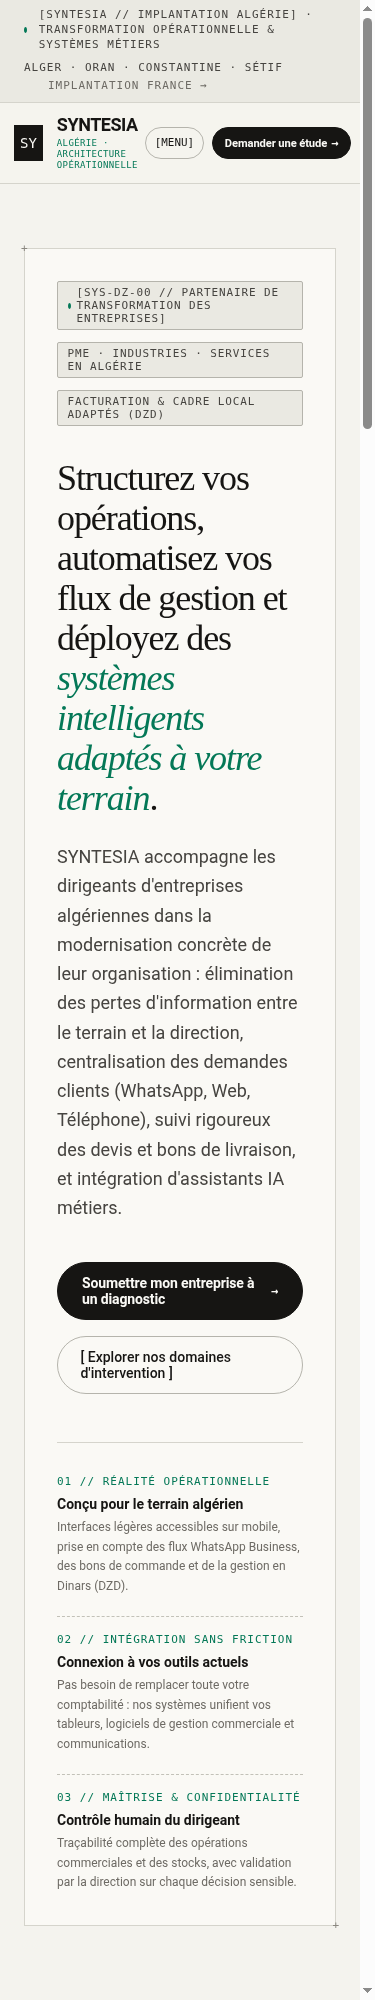 [SYNTESIA // IMPLANTATION ALGÉRIE] ·
TRANSFORMATION OPÉRATIONNELLE &
SYSTÈMES MÉTIERS
ALGER · ORAN · CONSTANTINE · SÉTIF
IMPLANTATION FRANCE →
SY
SYNTESIA
ALGÉRIE ·
ARCHITECTURE
OPÉRATIONNELLE
[MENU]
Demander une étude →
[SYS-DZ-00 // PARTENAIRE DE
TRANSFORMATION DES
ENTREPRISES]
PME · INDUSTRIES · SERVICES
EN ALGÉRIE
FACTURATION & CADRE LOCAL
ADAPTÉS (DZD)
Structurez vos
opérations,
automatisez vos
flux de gestion et
déployez des
systèmes
intelligents
adaptés à votre
terrain.
SYNTESIA accompagne les
dirigeants d'entreprises
algériennes dans la
modernisation concrète de
leur organisation : élimination
des pertes d'information entre
le terrain et la direction,
centralisation des demandes
clients (WhatsApp, Web,
Téléphone), suivi rigoureux
des devis et bons de livraison,
et intégration d'assistants IA
métiers.
Soumettre mon entreprise à
un diagnostic →
[ Explorer nos domaines
d'intervention ]
01 // RÉALITÉ OPÉRATIONNELLE
Conçu pour le terrain algérien
Interfaces légères accessibles sur mobile,
prise en compte des flux WhatsApp Business,
des bons de commande et de la gestion en
Dinars (DZD).
02 // INTÉGRATION SANS FRICTION
Connexion à vos outils actuels
Pas besoin de remplacer toute votre
comptabilité : nos systèmes unifient vos
tableurs, logiciels de gestion commerciale et
communications.
03 // MAÎTRISE & CONFIDENTIALITÉ
Contrôle humain du dirigeant
Traçabilité complète des opérations
commerciales et des stocks, avec validation
par la direction sur chaque décision sensible.